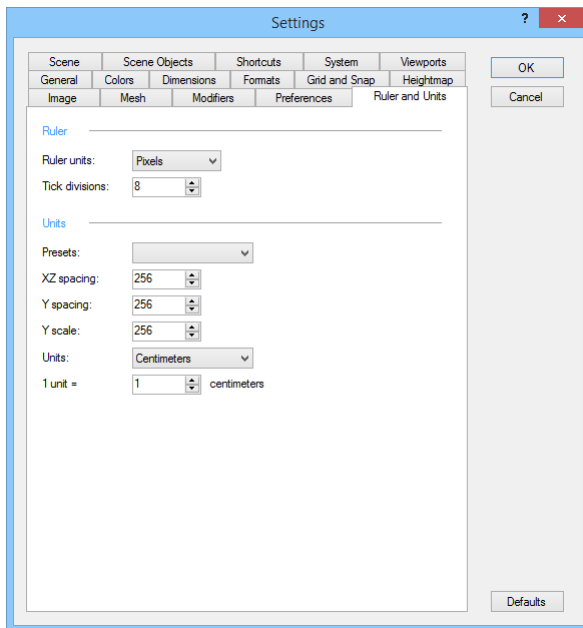 Settings
?
Scene Scene Objects Shortcuts System Viewports
OK
General Colors Dimensions Formats Grid and Snap Heightmap
Image Mesh Modifiers Preferences Ruler and Units
Cancel
Ruler
Ruler units: Pixels
Tick divisions: 8
Units
Presets:
XZ spacing: 256
Y spacing: 256
Y scale: 256
Units: Centimeters
1 unit = 1 centimeters
Defaults